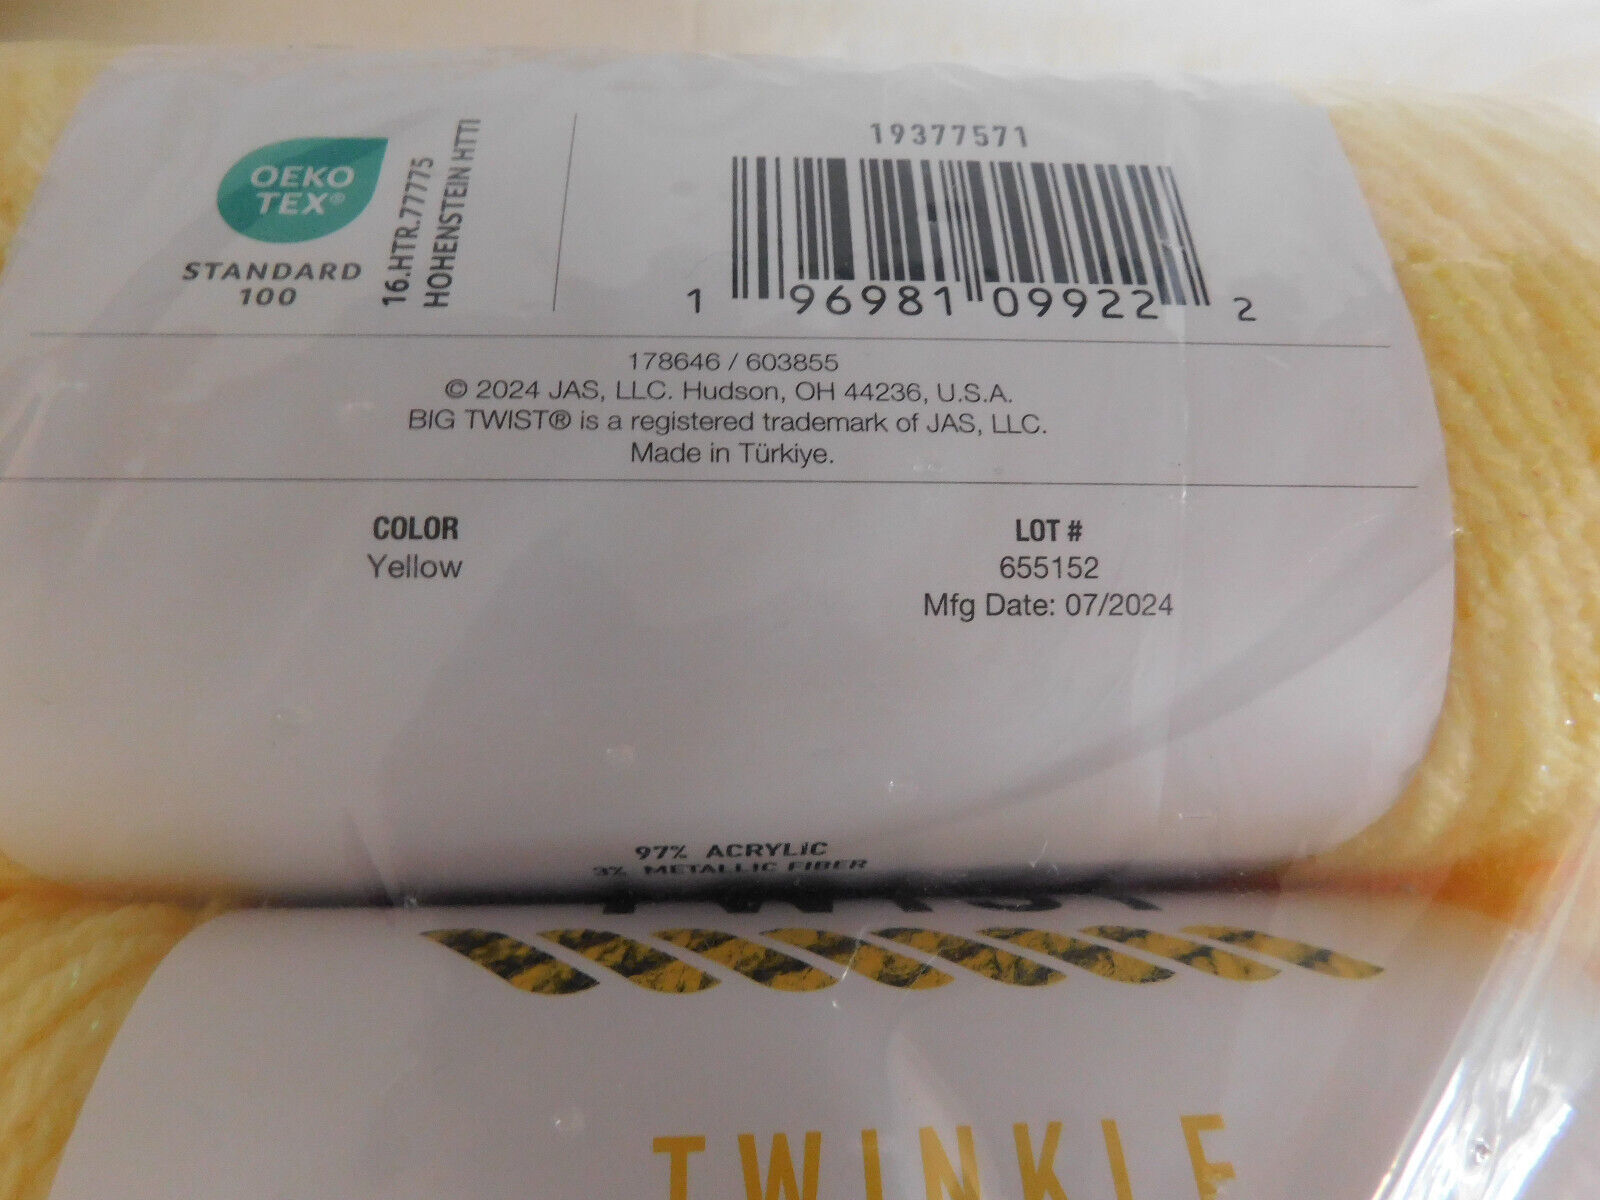 OEKO
TEX®
STANDARD
100
16.HTR.77775
HOHENSTEIN HTTI
19377571
1 96981 09922 2
178646 / 603855
© 2024 JAS, LLC. Hudson, OH 44236, U.S.A.
BIG TWIST® is a registered trademark of JAS, LLC.
Made in Türkiye.
COLOR
Yellow
LOT #
655152
Mfg Date: 07/2024
97% ACRYLIC
3% METALLIC FIBER
TWIST
TWINKLE